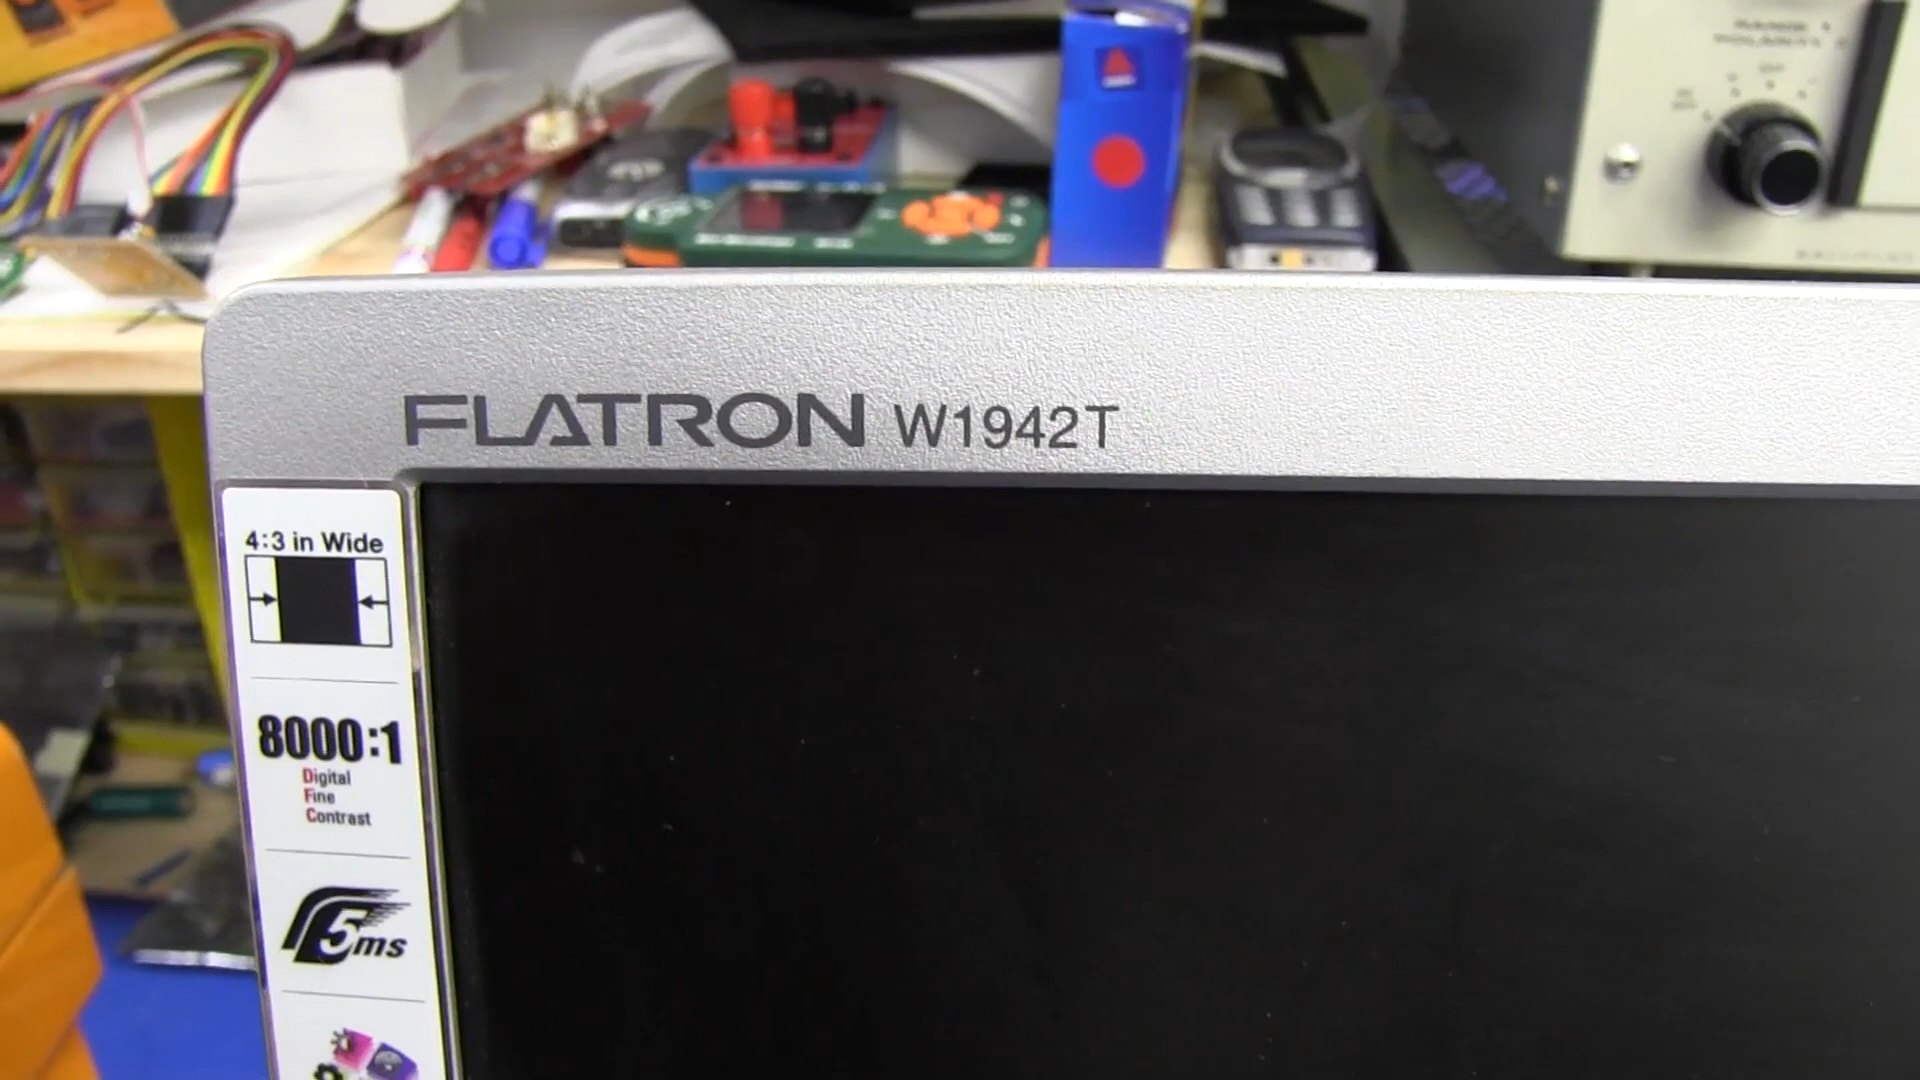 FLATRON W1942T
4:3 in Wide
8000:1
Digital
Fine
Contrast
5ms